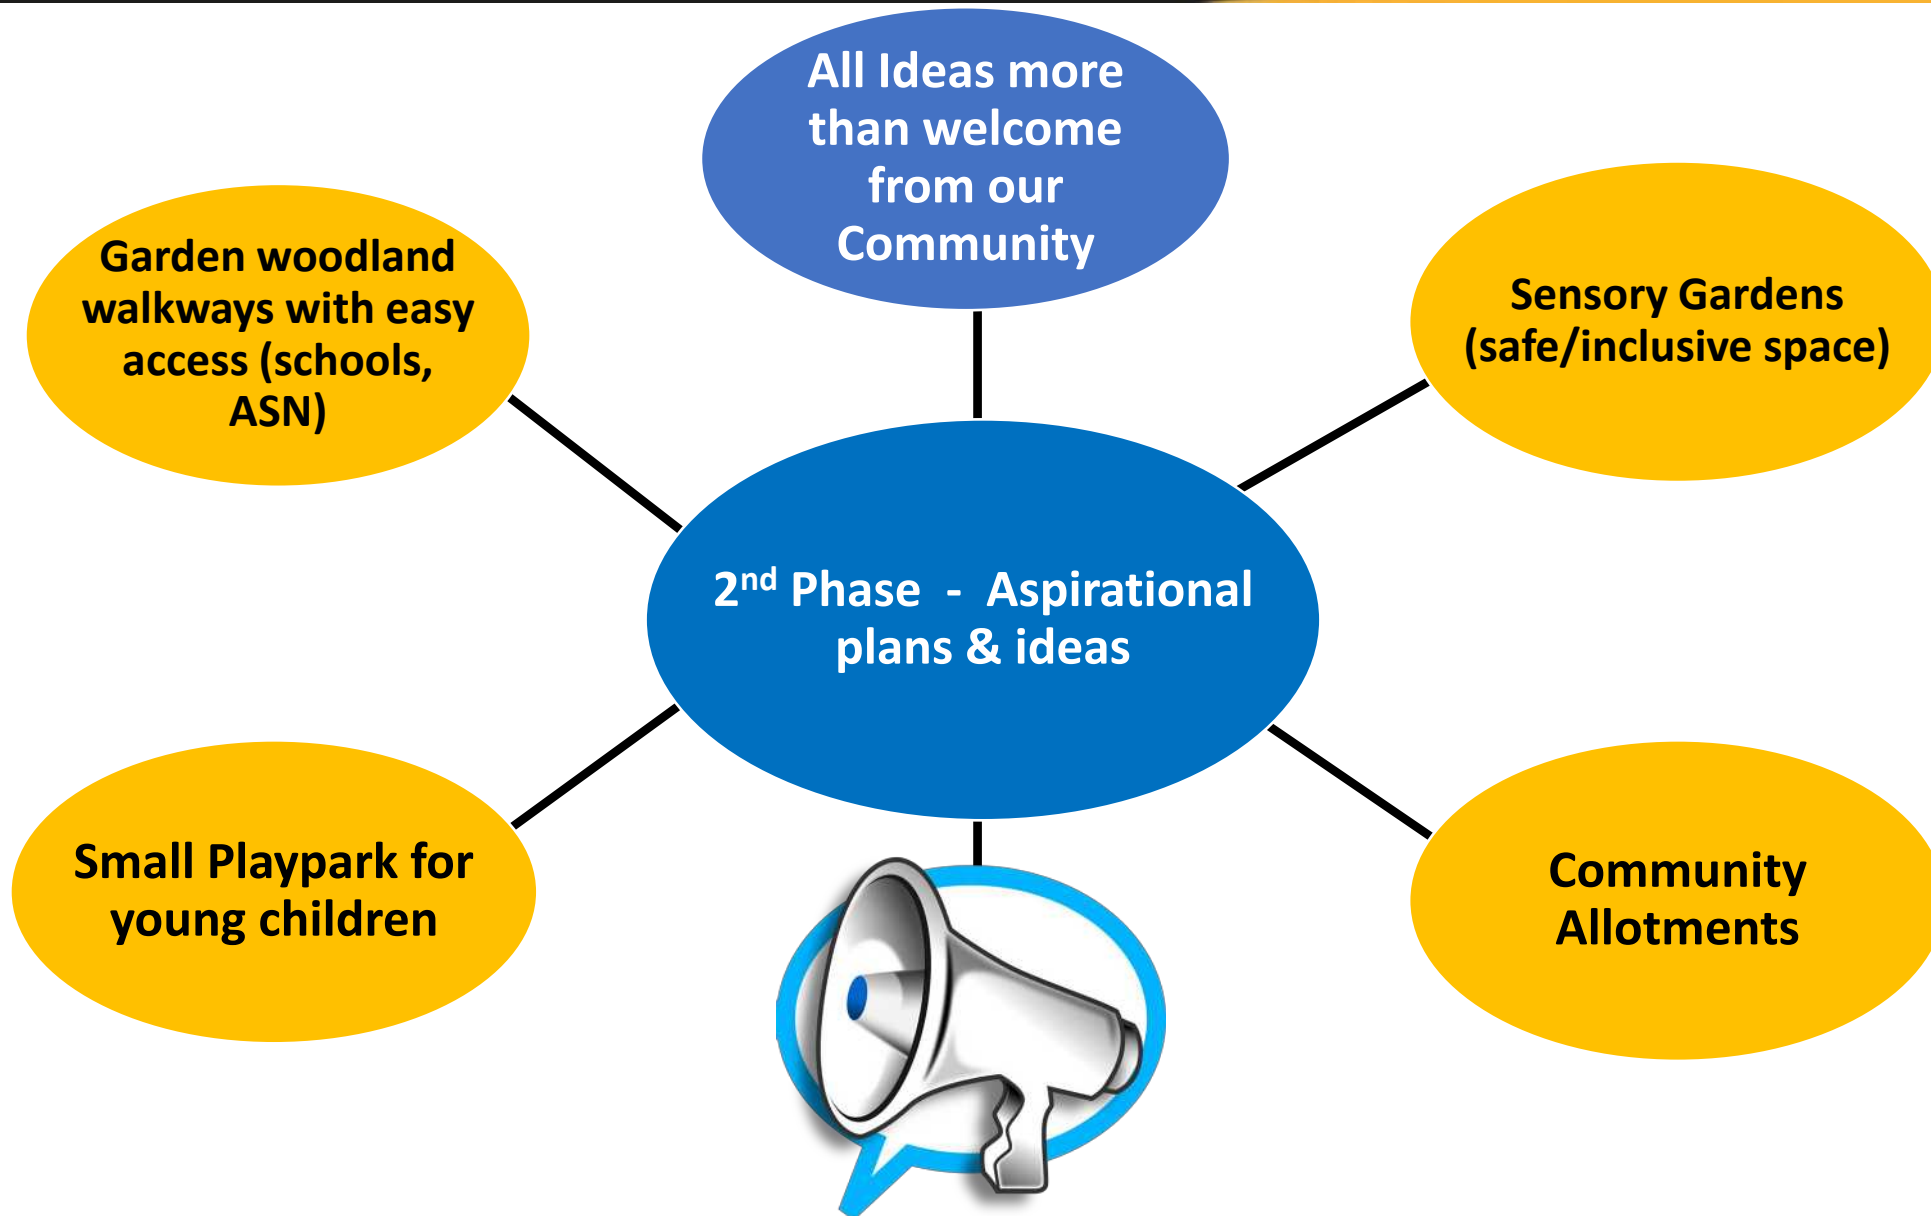 All Ideas more
than welcome
from our
Community
Garden woodland
walkways with easy
access (schools,
ASN)
Sensory Gardens
(safe/inclusive space)
2nd Phase - Aspirational
plans & ideas
Small Playpark for
young children
Community
Allotments